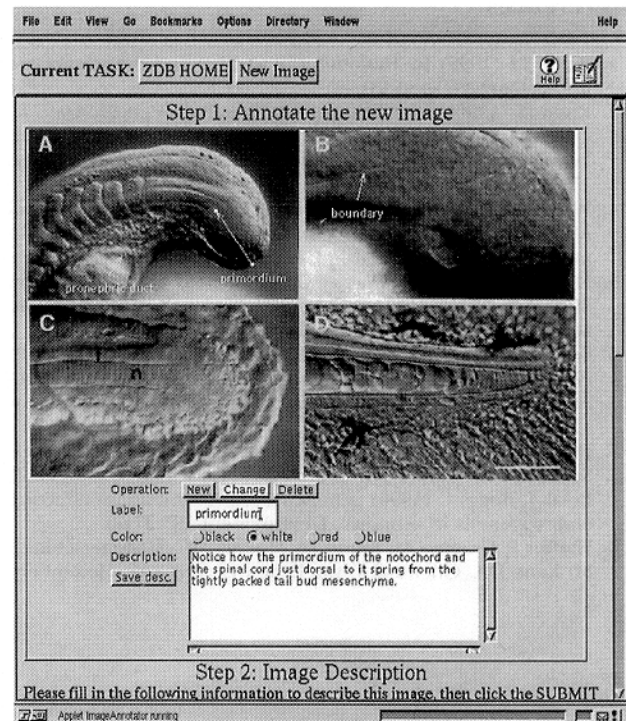 File Edit View Go Bookmarks Options Directory Window Help
Current TASK: ZDB HOME New Image Help
Step 1: Annotate the new image
A
B
boundary
primordium
pronephric duct
C
D
n
Operation: New Change Delete
Label: primordium
Color: black white red blue
Description: Notice how the primordium of the notochord and
the spinal cord just dorsal to it spring from the
Save desc. tightly packed tail bud mesenchyme.
Step 2: Image Description
Please fill in the following information to describe this image, then click the SUBMIT
Applet ImageAnnotator running